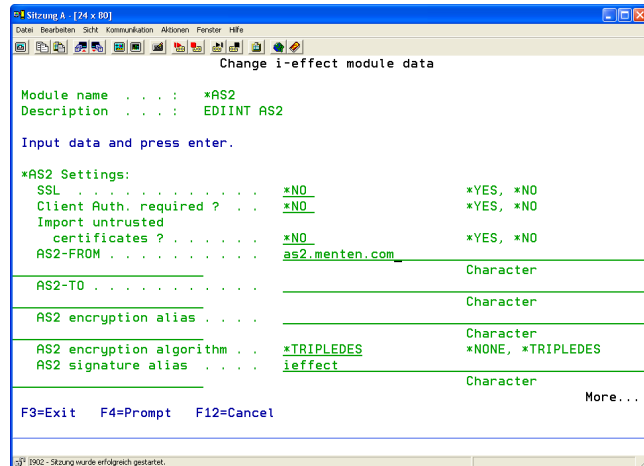 Sitzung A - [24 x 80]
Datei Bearbeiten Sicht Kommunikation Aktionen Fenster Hilfe
Change i-effect module data
Module name . . . : *AS2
Description . . . : EDIINT AS2
Input data and press enter.
*AS2 Settings:
SSL . . . . . . . . . . . . *NO *YES, *NO
Client Auth. required ? . . *NO *YES, *NO
Import untrusted
certificates ? . . . . . . *NO *YES, *NO
AS2-FROM . . . . . . . . . . as2.menten.com_
Character
AS2-TO . . . . . . . . . . .
Character
AS2 encryption alias . . . .
Character
AS2 encryption algorithm . . *TRIPLEDES *NONE, *TRIPLEDES
AS2 signature alias . . . . ieffect
Character
More...
F3=Exit F4=Prompt F12=Cancel
I902 - Sitzung wurde erfolgreich gestartet.